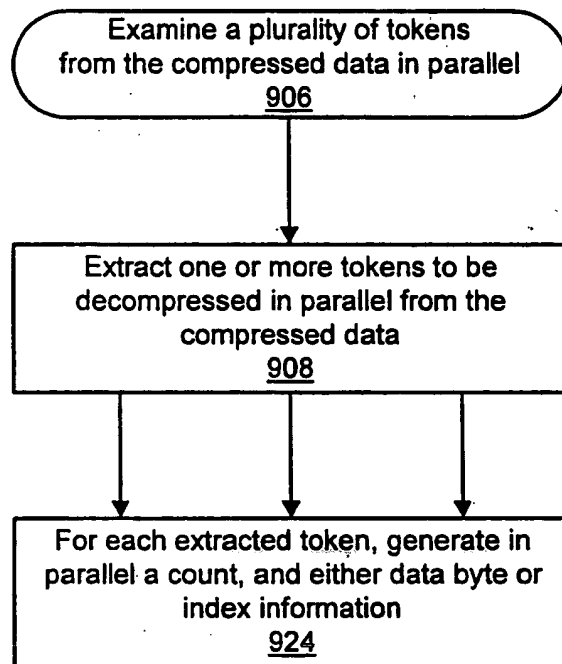 Examine a plurality of tokens
from the compressed data in parallel
906
Extract one or more tokens to be
decompressed in parallel from the
compressed data
908
For each extracted token, generate in
parallel a count, and either data byte or
index information
924